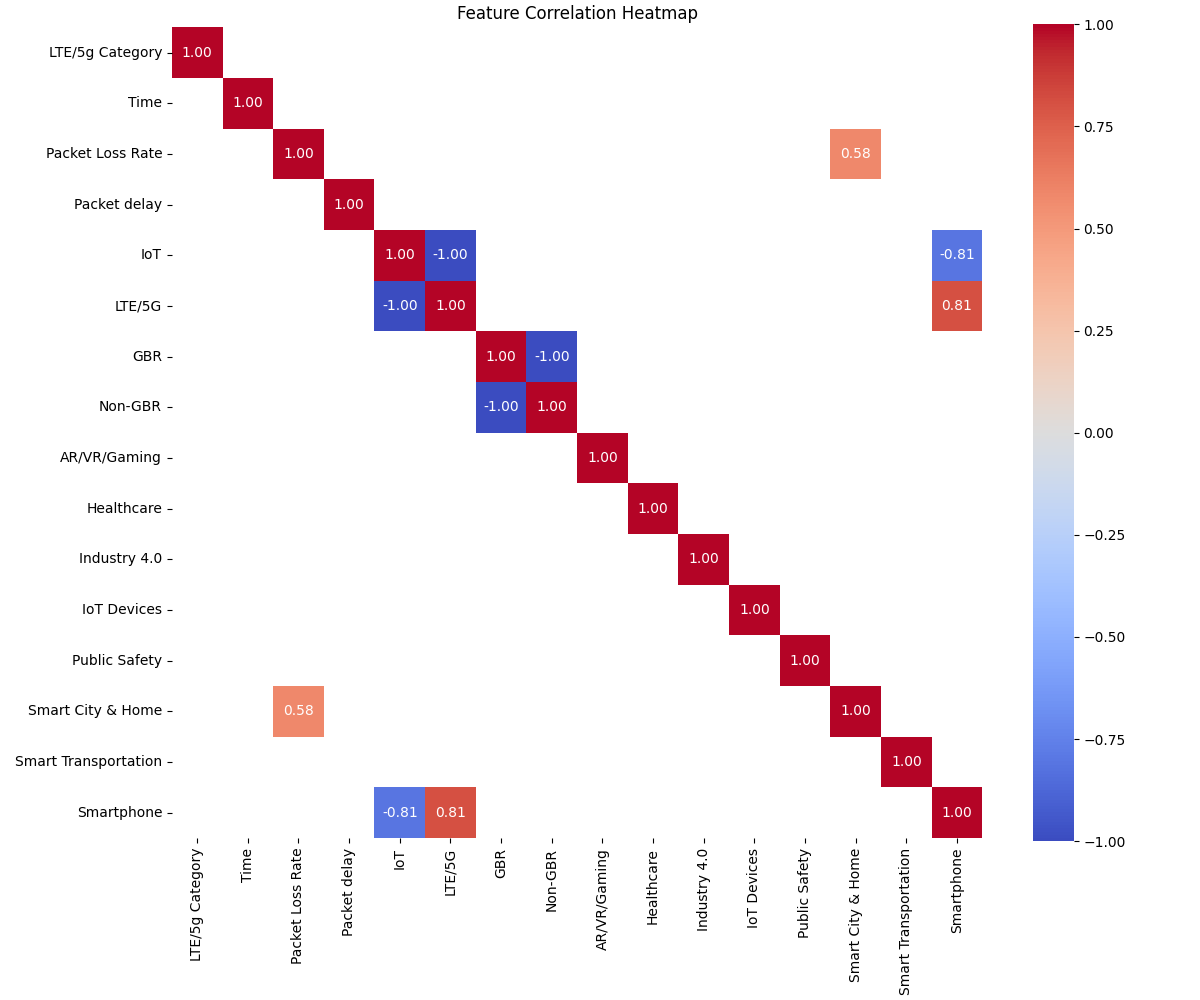 Feature Correlation Heatmap
LTE/5g Category 1.00
Time 1.00
Packet Loss Rate 1.00 0.58
Packet delay 1.00
IoT 1.00 -1.00 -0.81
LTE/5G -1.00 1.00 0.81
GBR 1.00 -1.00
Non-GBR -1.00 1.00
AR/VR/Gaming 1.00
Healthcare 1.00
Industry 4.0 1.00
IoT Devices 1.00
Public Safety 1.00
Smart City & Home 0.58 1.00
Smart Transportation 1.00
Smartphone -0.81 0.81 1.00
LTE/5g Category
Time
Packet Loss Rate
Packet delay
IoT
LTE/5G
GBR
Non-GBR
AR/VR/Gaming
Healthcare
Industry 4.0
IoT Devices
Public Safety
Smart City & Home
Smart Transportation
Smartphone
1.00
0.75
0.50
0.25
0.00
−0.25
−0.50
−0.75
−1.00